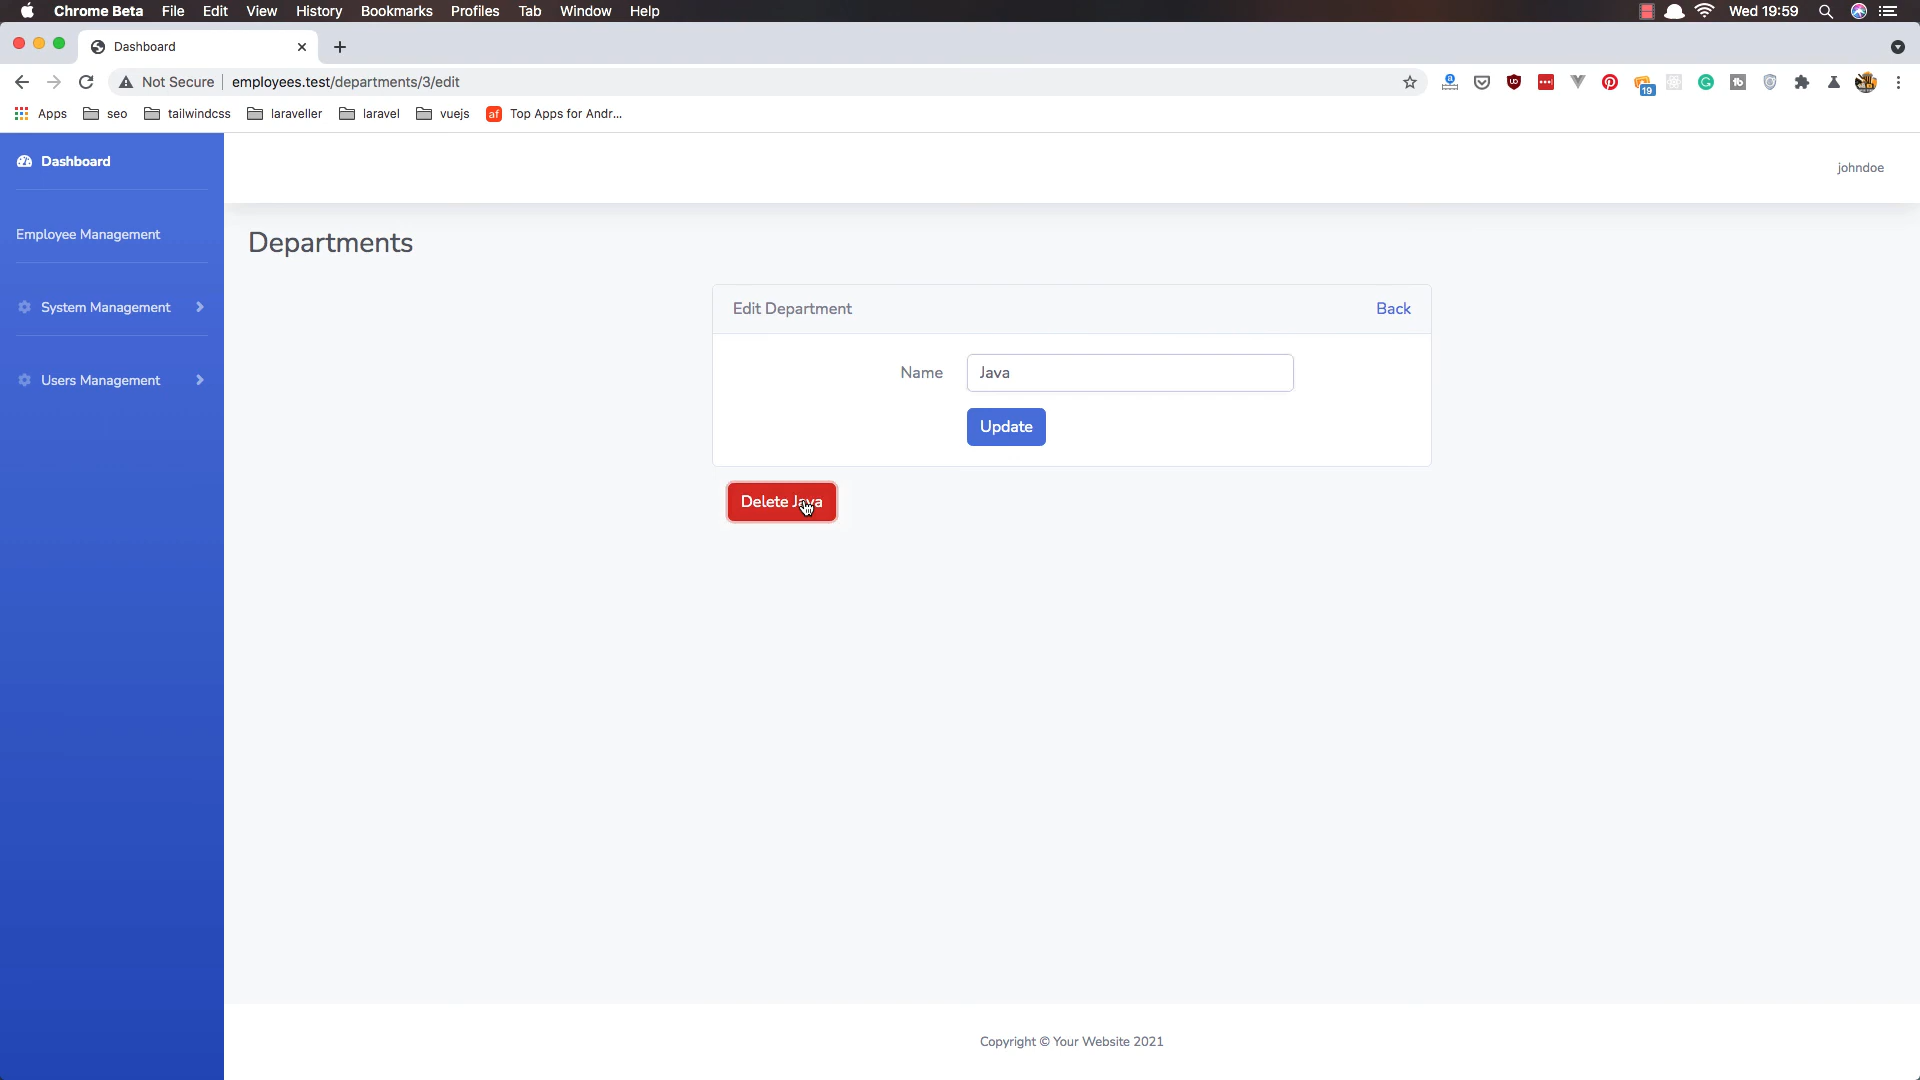 Chrome Beta File Edit View History Bookmarks Profiles Tab Window Help Wed 19:59
Dashboard
Not Secure employees.test/departments/3/edit 19
Apps seo tailwindcss laraveller laravel vuejs af Top Apps for Andr...
Dashboard
johndoe
Employee Management
Departments
System Management
Edit Department Back
Name Java
Users Management
Update
Delete Java
Copyright © Your Website 2021